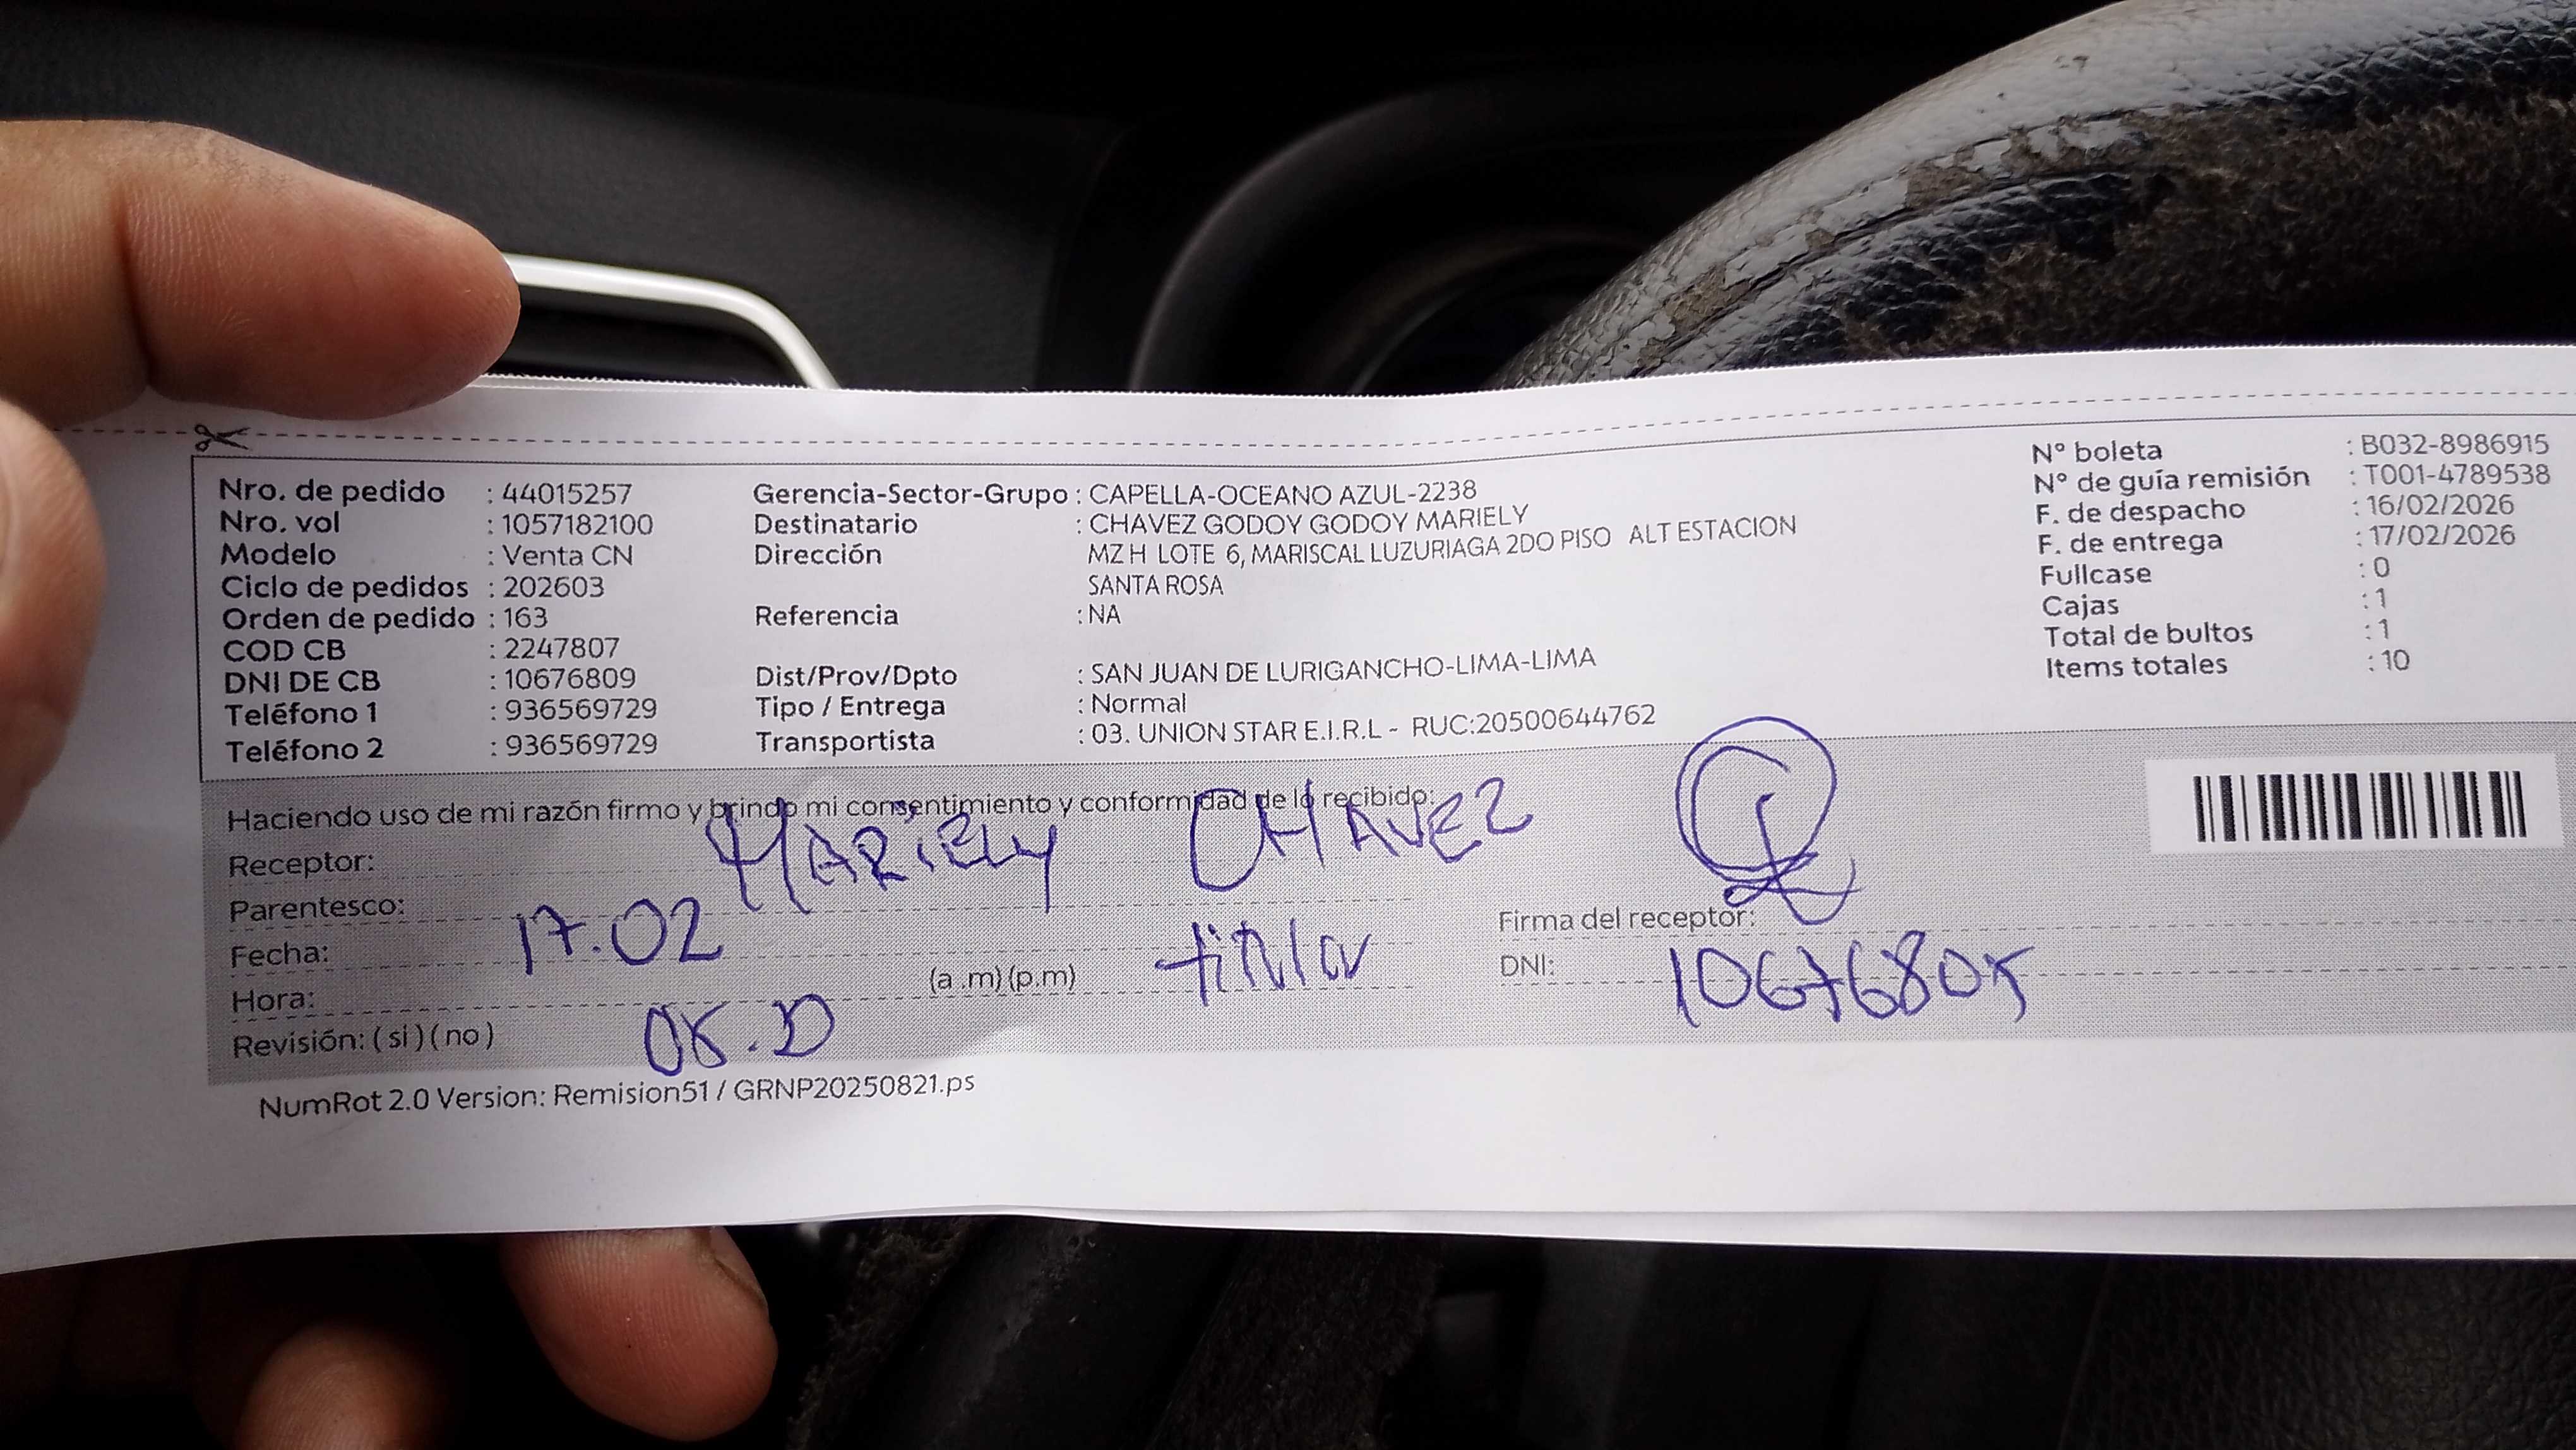 Nro. de pedido : 44015257
Nro. vol : 1057182100
Modelo : Venta CN
Ciclo de pedidos : 202603
Orden de pedido : 163
COD CB : 2247807
DNI DE CB : 10676809
Teléfono 1 : 936569729
Teléfono 2 : 936569729
Gerencia-Sector-Grupo : CAPELLA-OCEANO AZUL-2238
Destinatario : CHAVEZ GODOY GODOY MARIELY
Dirección MZ H LOTE 6, MARISCAL LUZURIAGA 2DO PISO ALT ESTACION
SANTA ROSA
Referencia : NA
Dist/Prov/Dpto : SAN JUAN DE LURIGANCHO-LIMA-LIMA
Tipo / Entrega : Normal
Transportista : 03. UNION STAR E.I.R.L - RUC:20500644762
N° boleta : B032-8986915
N° de guía remisión : T001-4789538
F. de despacho : 16/02/2026
F. de entrega : 17/02/2026
Fullcase : 0
Cajas : 1
Total de bultos : 1
Items totales : 10
Haciendo uso de mi razón firmo y brindo mi consentimiento y conformidad de lo recibido:
Receptor: MARIELY CHAVEZ
Parentesco: titular
Fecha: 17.02
Hora: (a .m) (p.m)
Revisión: ( si ) ( no )
Firma del receptor:
DNI:
NumRot 2.0 Version: Remision51 / GRNP20250821.ps